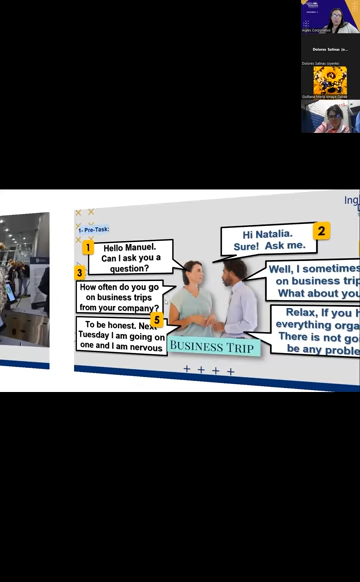 Dolores Salinas (o...
Ing
1- Pre-Task:
1
Hello Manuel.
Can I ask you a
question?
2
Hi Natalia.
Sure! Ask me.
3
How often do you go
on business trips
from your company?
Well, I sometimes
on business trip
What about you
5
To be honest. Nex
Tuesday I am going on
one and I am nervous
Relax, If you h
everything orga
There is not go
be any proble
BUSINESS TRIP